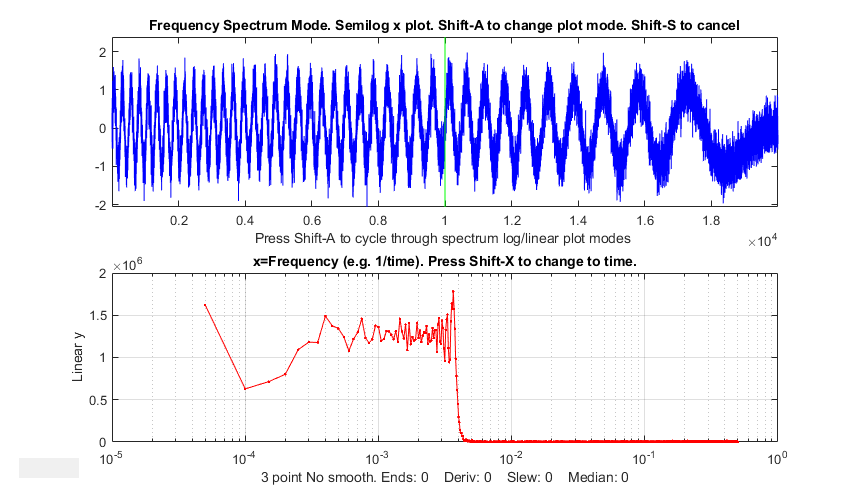 Frequency Spectrum Mode. Semilog x plot. Shift-A to change plot mode. Shift-S to cancel
2
1
0
-1
-2
0.2 0.4 0.6 0.8 1 1.2 1.4 1.6 1.8
Press Shift-A to cycle through spectrum log/linear plot modes
×10^4
×10^6
x=Frequency (e.g. 1/time). Press Shift-X to change to time.
2
1.5
1
0.5
0
Linear y
10^-5 10^-4 10^-3 10^-2 10^-1 10^0
3 point No smooth. Ends: 0 Deriv: 0 Slew: 0 Median: 0